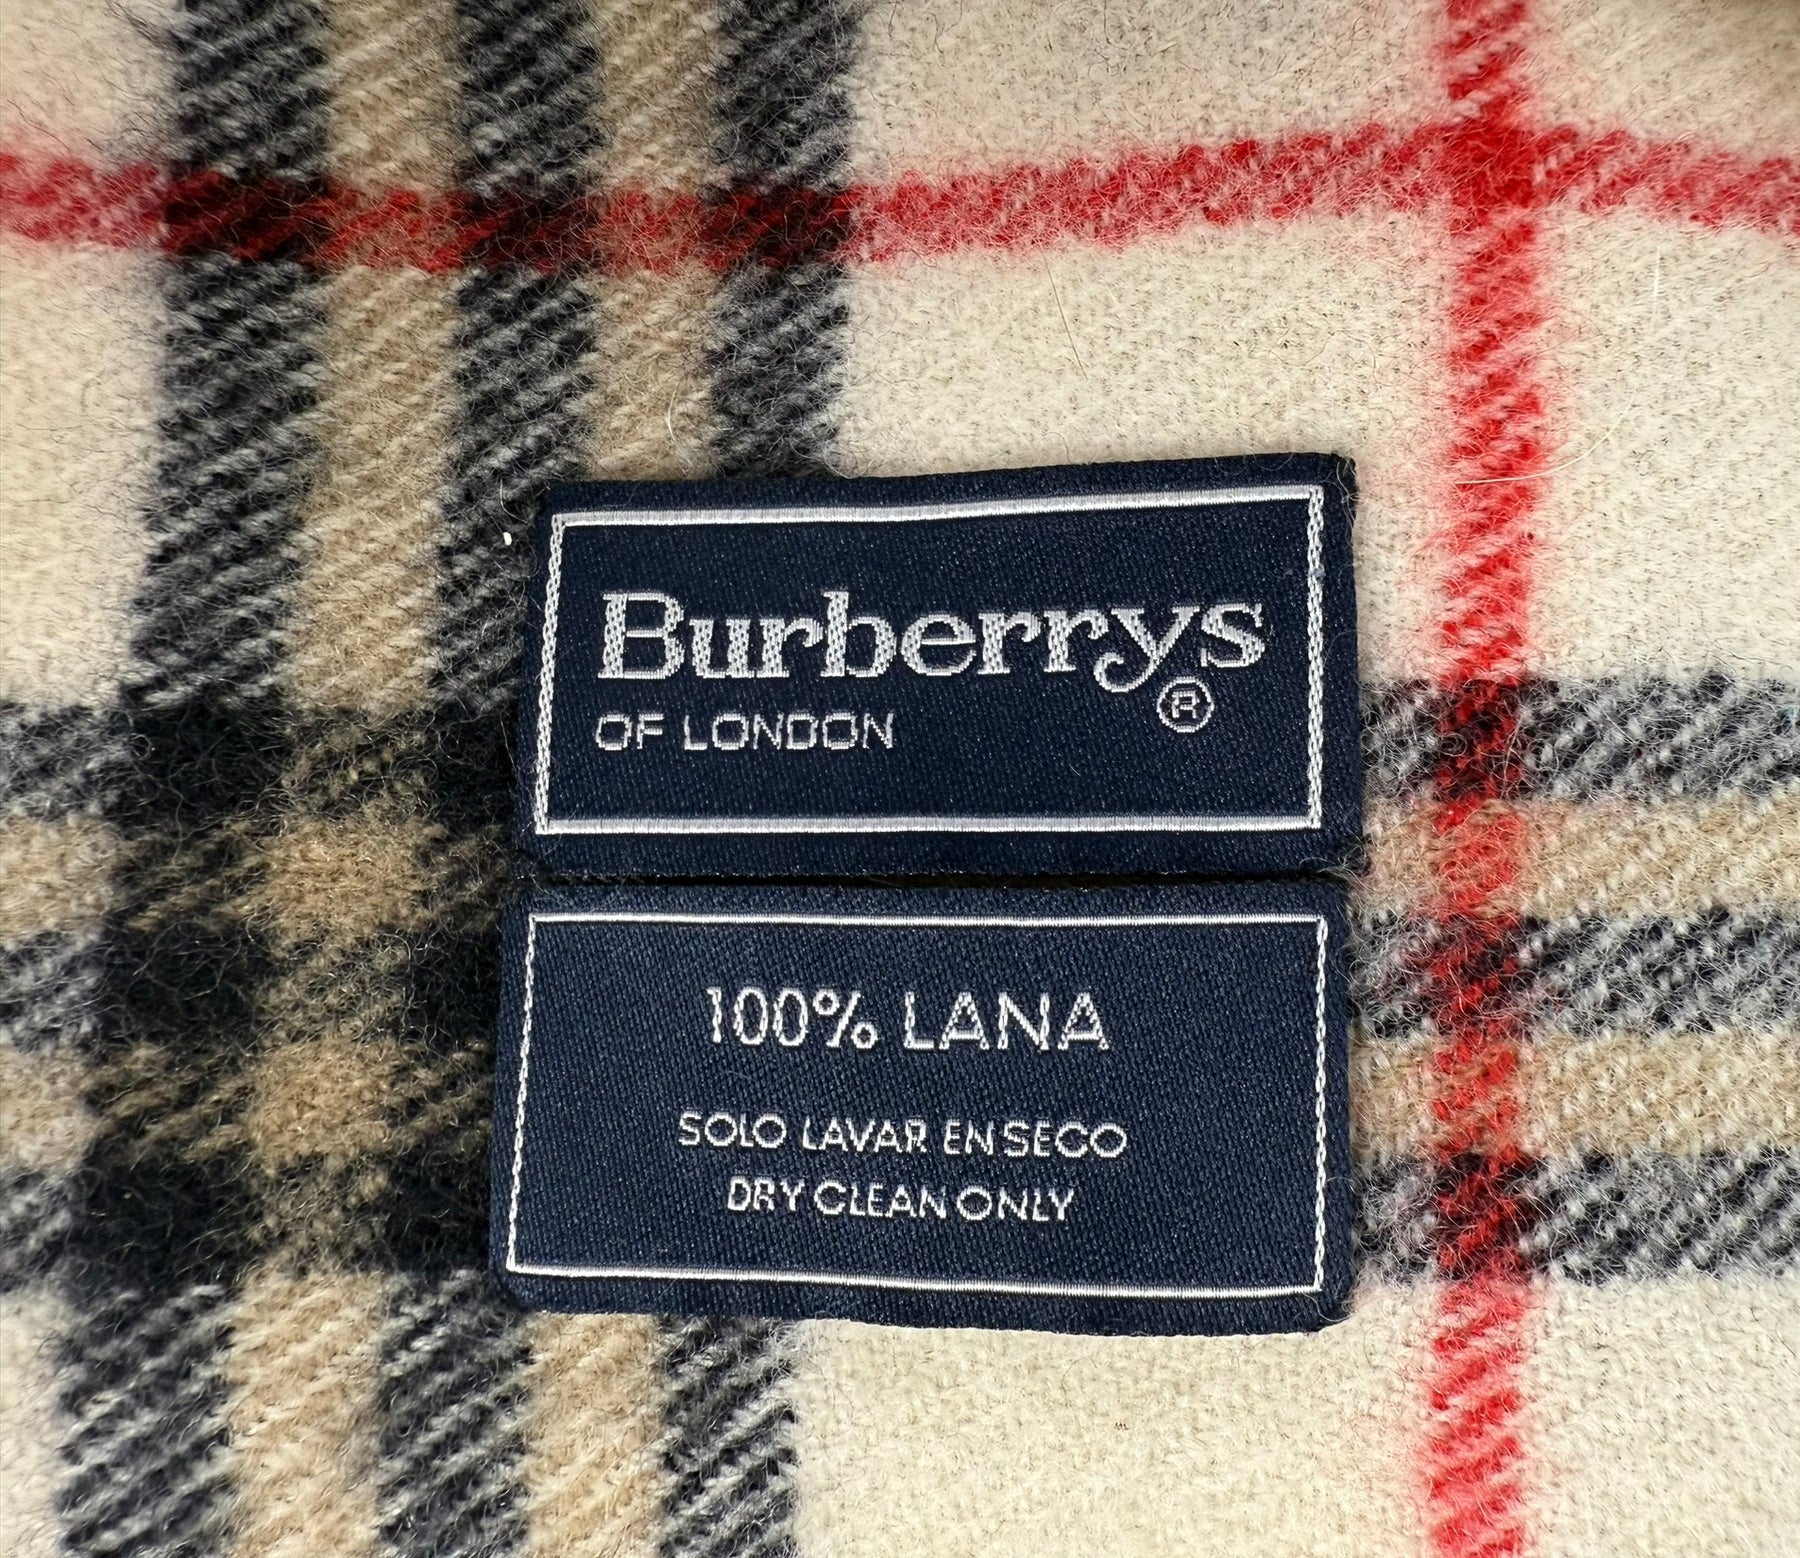 Burberrys
®
OF LONDON
100% LANA
SOLO LAVAR EN SECO
DRY CLEAN ONLY